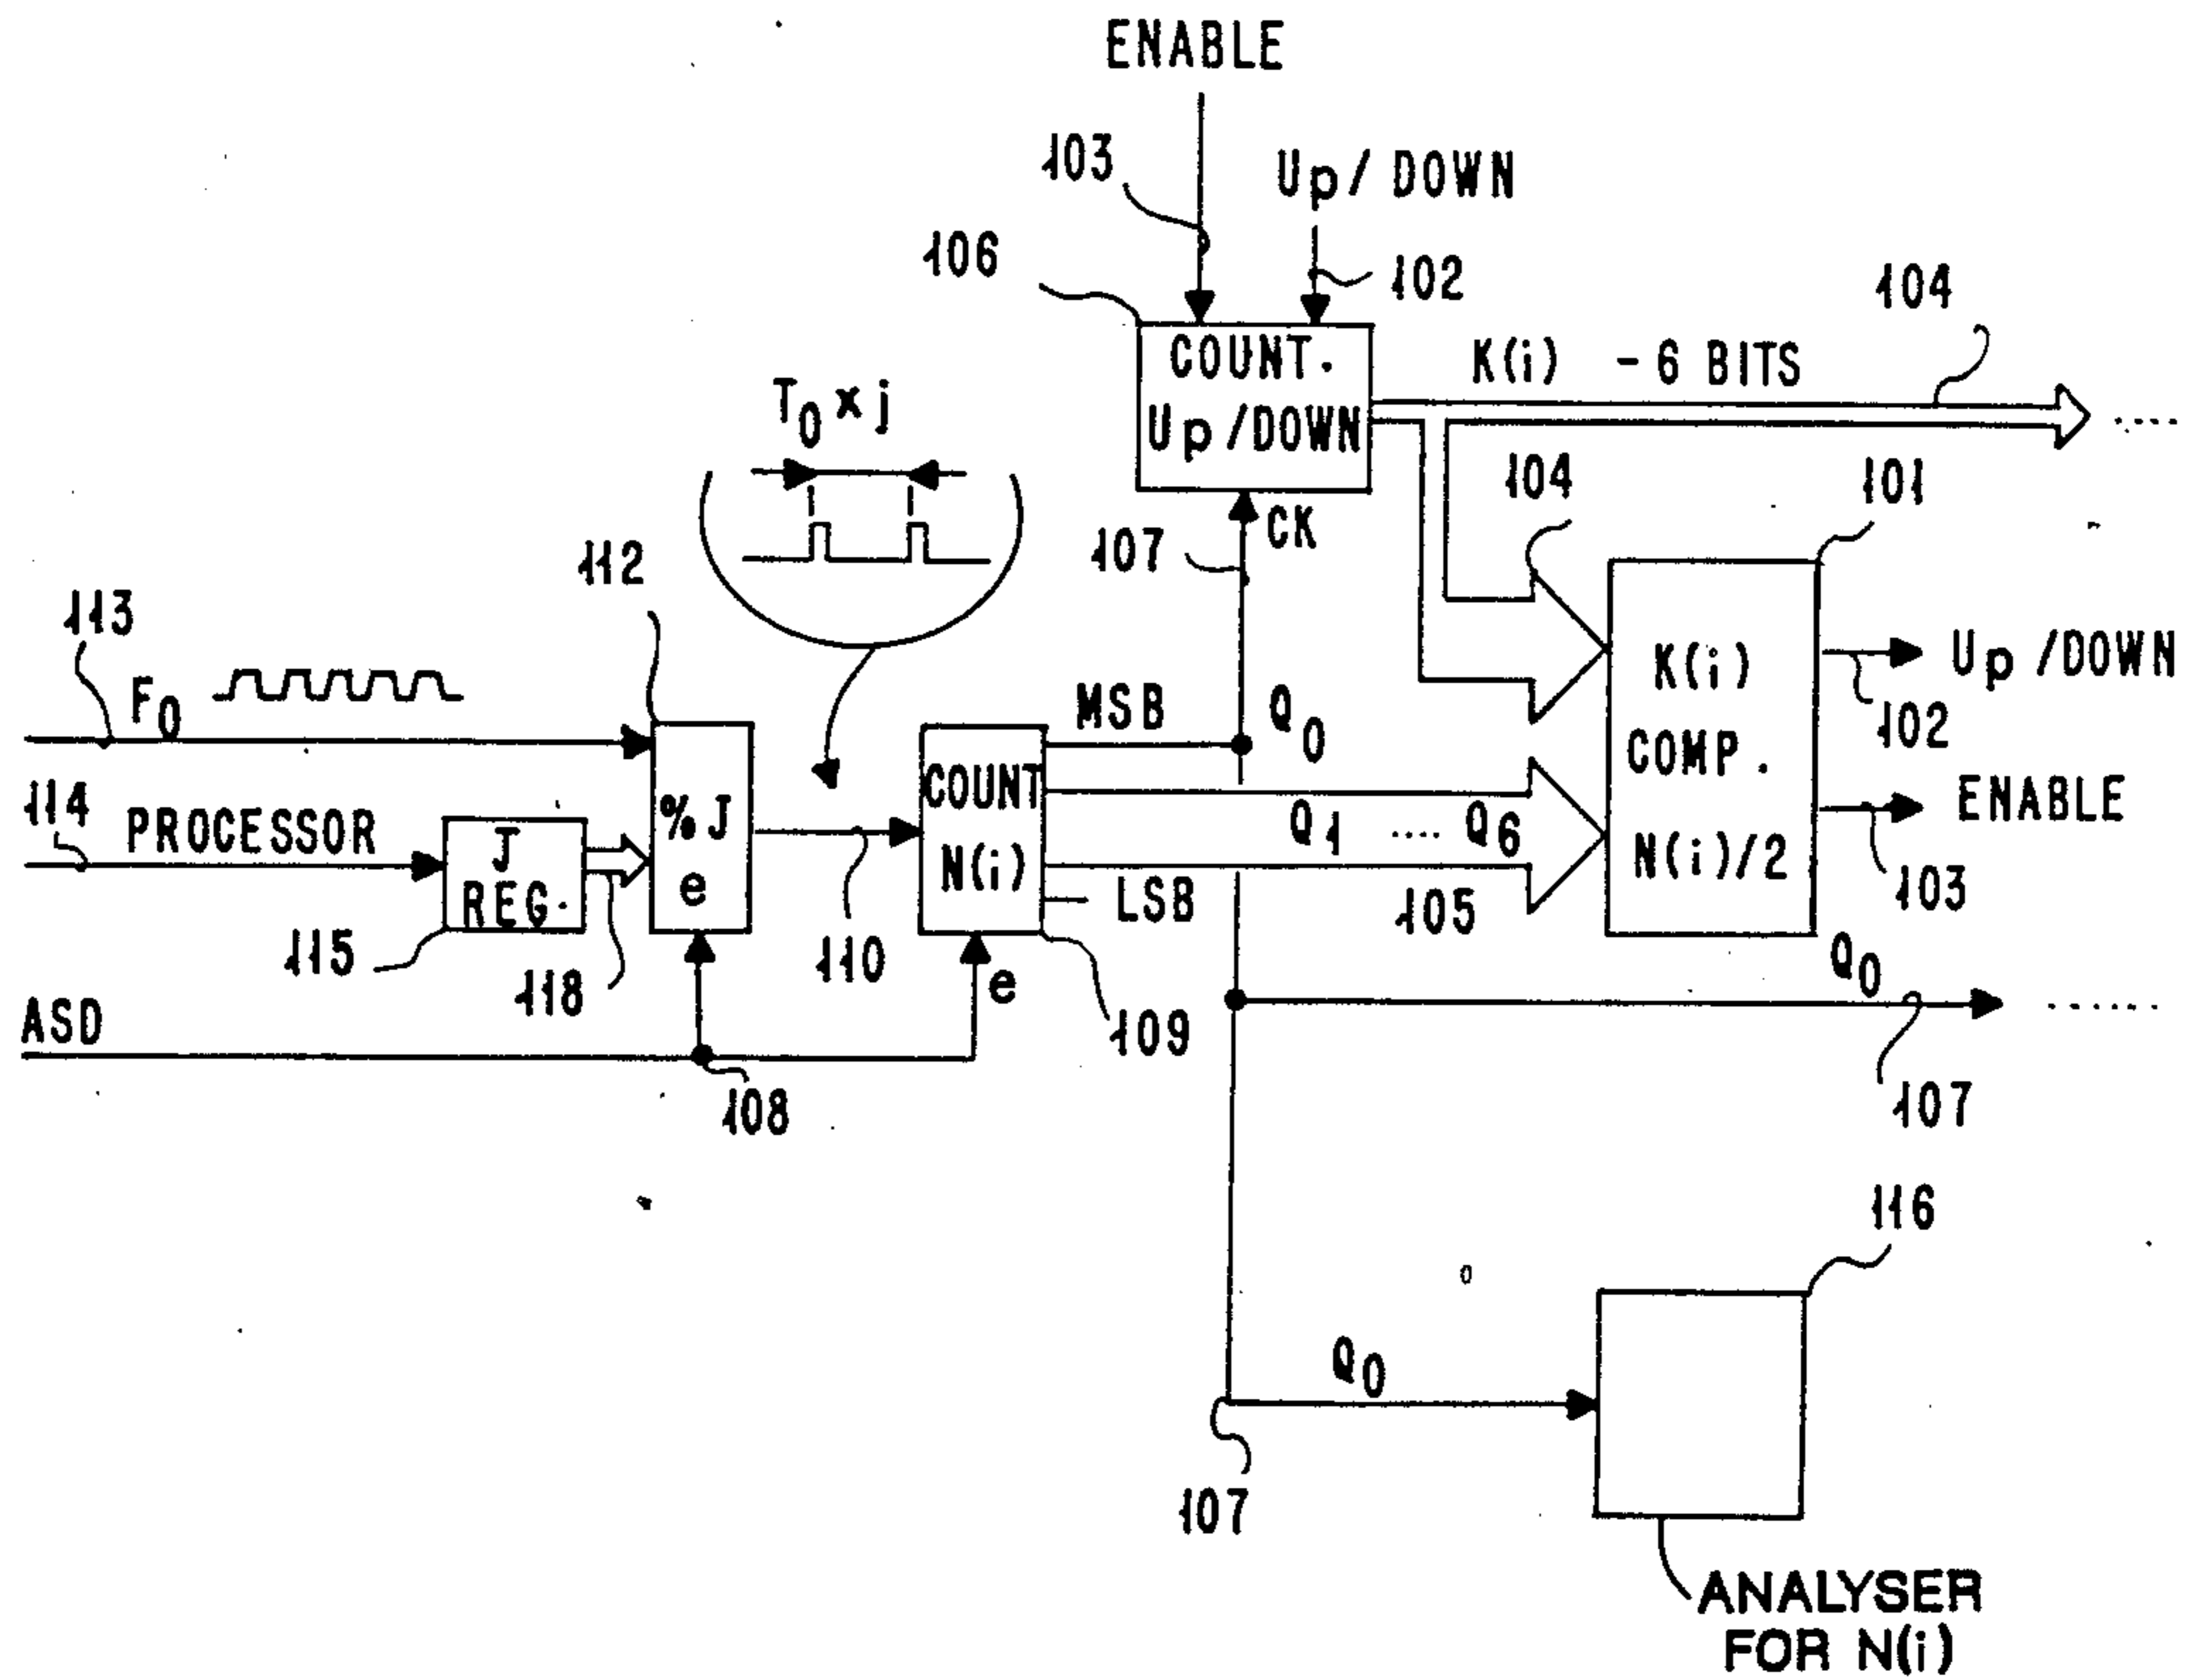 ENABLE
103
Up/ DOWN
106
102
104
COUNT.
Up/DOWN
K(i) - 6 BITS
T0 x j
104
101
107
CK
112
113
F0
K(i)
COMP.
N(i)/2
Up /DOWN
102
ENABLE
103
MSB
Q0
114
PROCESSOR
J
REG.
% J
e
COUNT
N(i)
Q1 .... Q6
LSB
105
115
118
110
e
109
Q0
107
ASD
108
116
Q0
107
ANALYSER
FOR N(i)